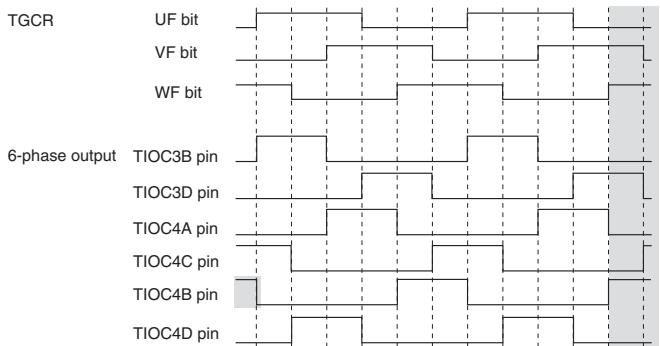 TGCR UF bit
VF bit
WF bit
6-phase output TIOC3B pin
TIOC3D pin
TIOC4A pin
TIOC4C pin
TIOC4B pin
TIOC4D pin